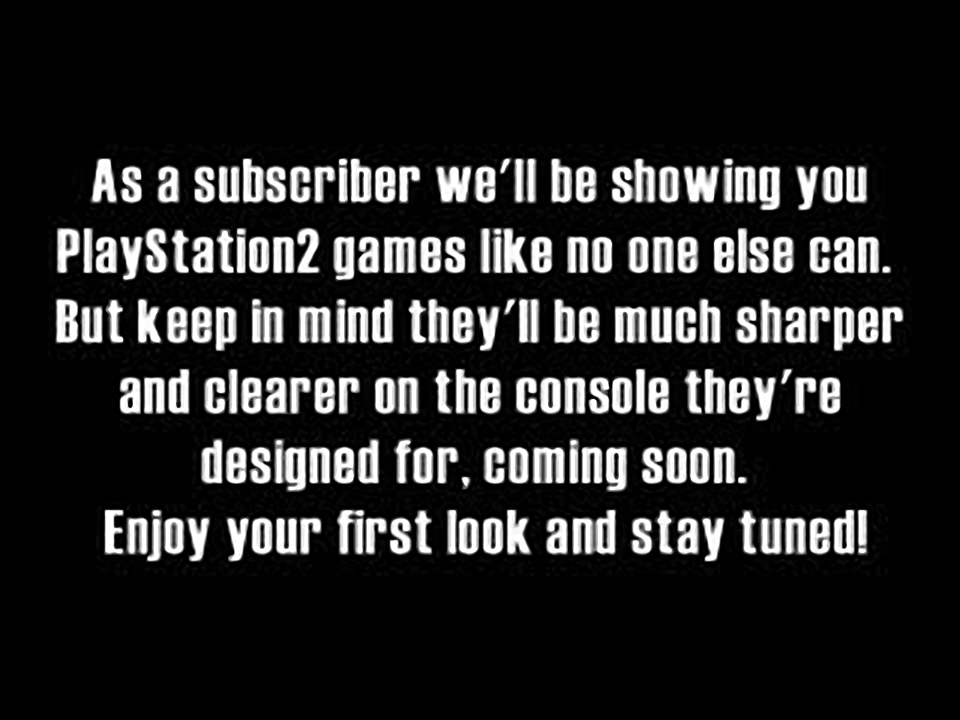 As a subscriber we'll be showing you
PlayStation2 games like no one else can.
But keep in mind they'll be much sharper
and clearer on the console they're
designed for, coming soon.
Enjoy your first look and stay tuned!